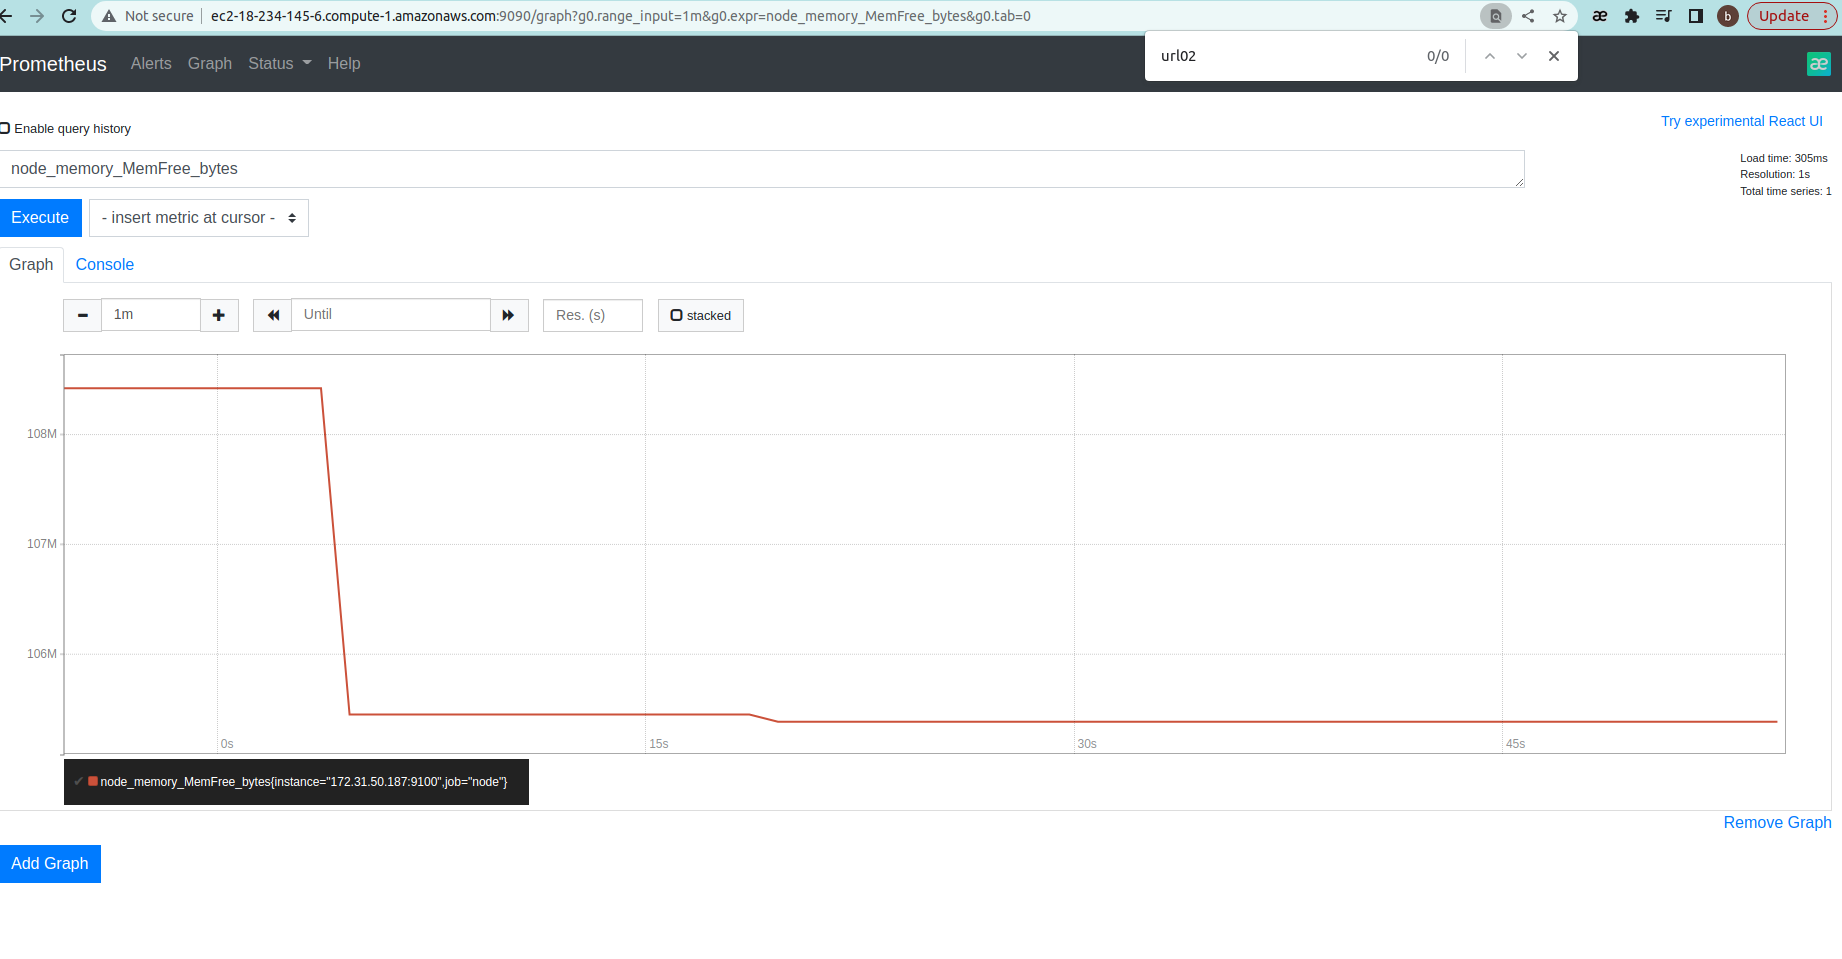 Not secure ec2-18-234-145-6.compute-1.amazonaws.com:9090/graph?g0.range_input=1m&g0.expr=node_memory_MemFree_bytes&g0.tab=0
b Update
url02 0/0
Prometheus Alerts Graph Status Help
æ
Enable query history
Try experimental React UI
node_memory_MemFree_bytes
Load time: 305ms
Resolution: 1s
Total time series: 1
Execute - insert metric at cursor -
Graph Console
1m Until Res. (s) stacked
108M
107M
106M
0s 15s 30s 45s
node_memory_MemFree_bytes{instance="172.31.50.187:9100",job="node"}
Remove Graph
Add Graph